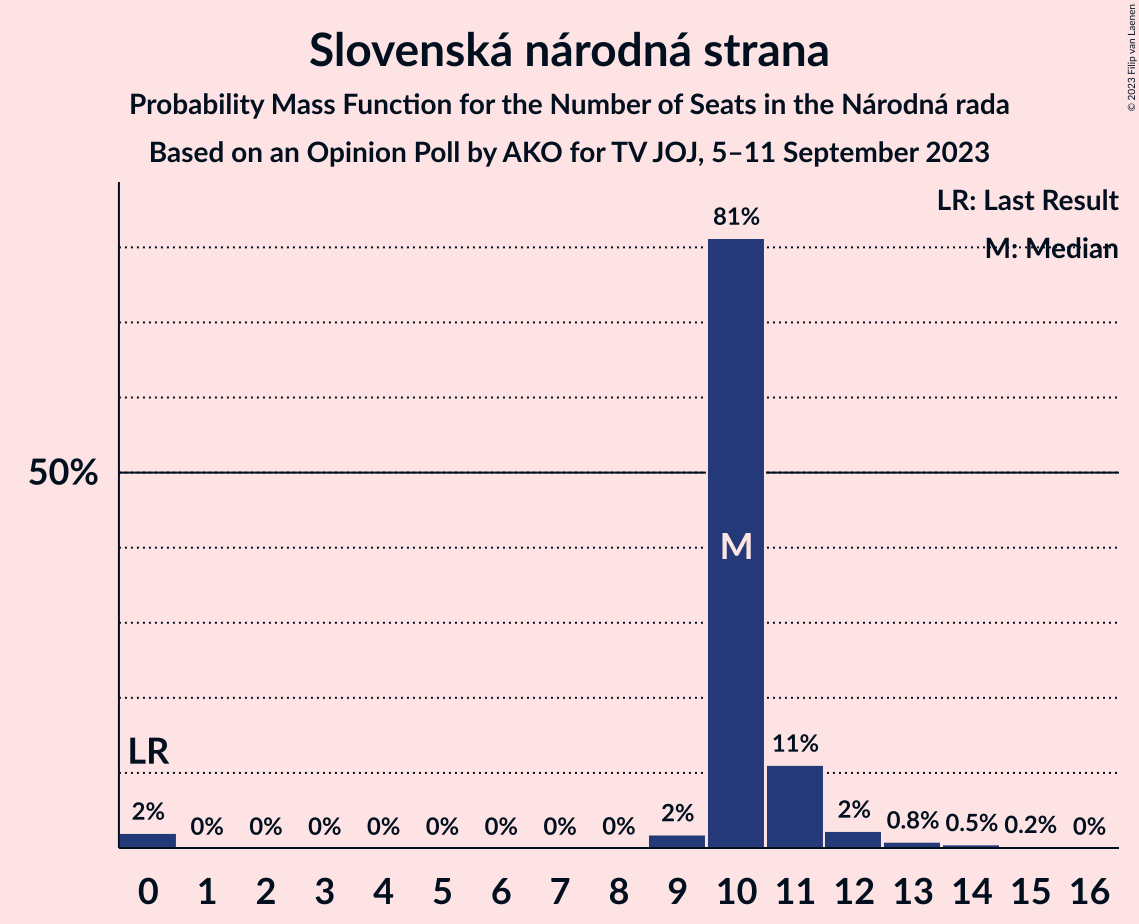 Slovenská národná strana
Probability Mass Function for the Number of Seats in the Národná rada
Based on an Opinion Poll by AKO for TV JOJ, 5–11 September 2023
© 2023 Filip van Laenen
LR: Last Result
M: Median
50%
LR
M
2% 0% 0% 0% 0% 0% 0% 0% 0% 2% 81% 11% 2% 0.8% 0.5% 0.2% 0%
0 1 2 3 4 5 6 7 8 9 10 11 12 13 14 15 16